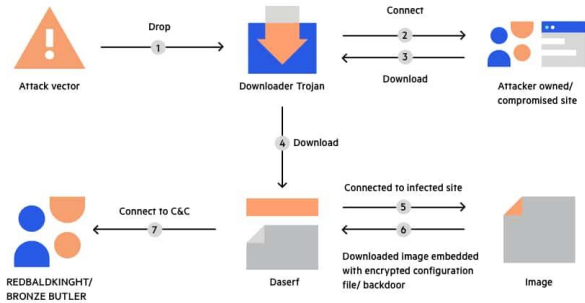 Drop
1
Attack vector
Downloader Trojan
Connect
2
3
Download
Attacker owned/
compromised site
4 Download
Connect to C&C
7
REDBALDKINGHT/
BRONZE BUTLER
Daserf
Connected to infected site
5
6
Downloaded image embedded
with encrypted configuration
file/ backdoor
Image